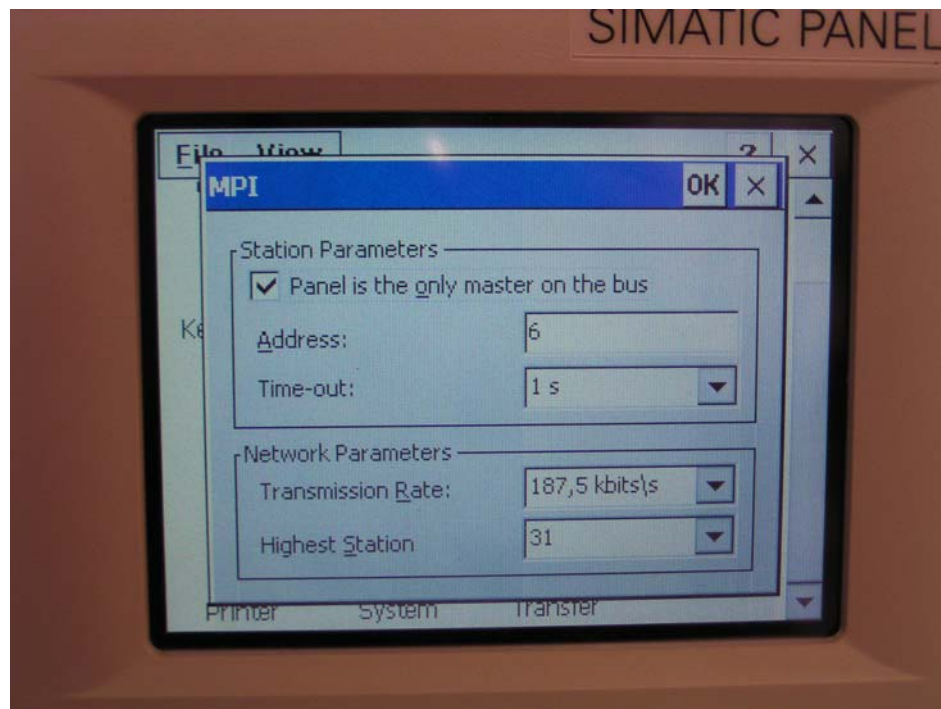 SIMATIC PANEL
File View ? ×
MPI OK ×
Station Parameters
Panel is the only master on the bus
Ke
Address: 6
Time-out: 1 s
Network Parameters
Transmission Rate: 187,5 kbits\s
Highest Station 31
Printer System Transfer